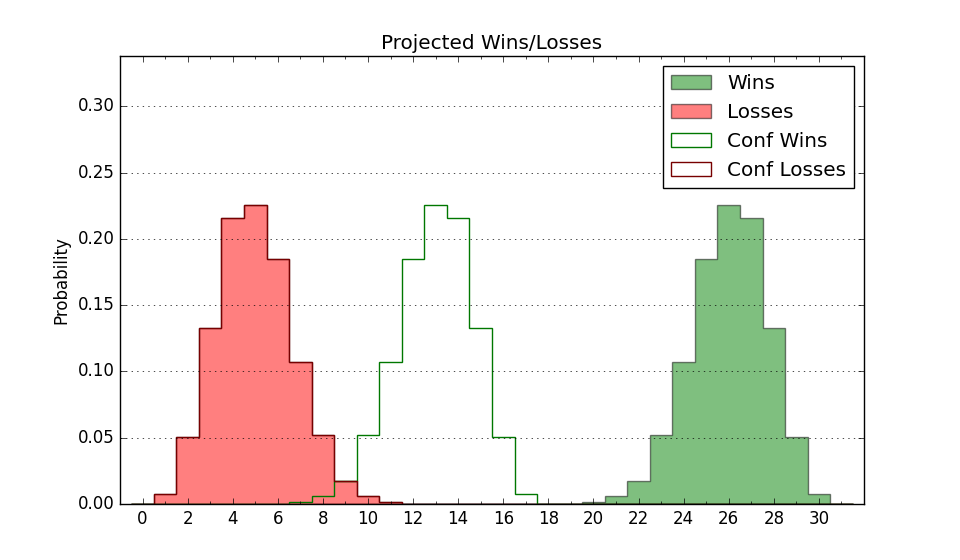 Projected Wins/Losses
Wins
Losses
Conf Wins
Conf Losses
Probability
0.30
0.25
0.20
0.15
0.10
0.05
0.00
0 2 4 6 8 10 12 14 16 18 20 22 24 26 28 30